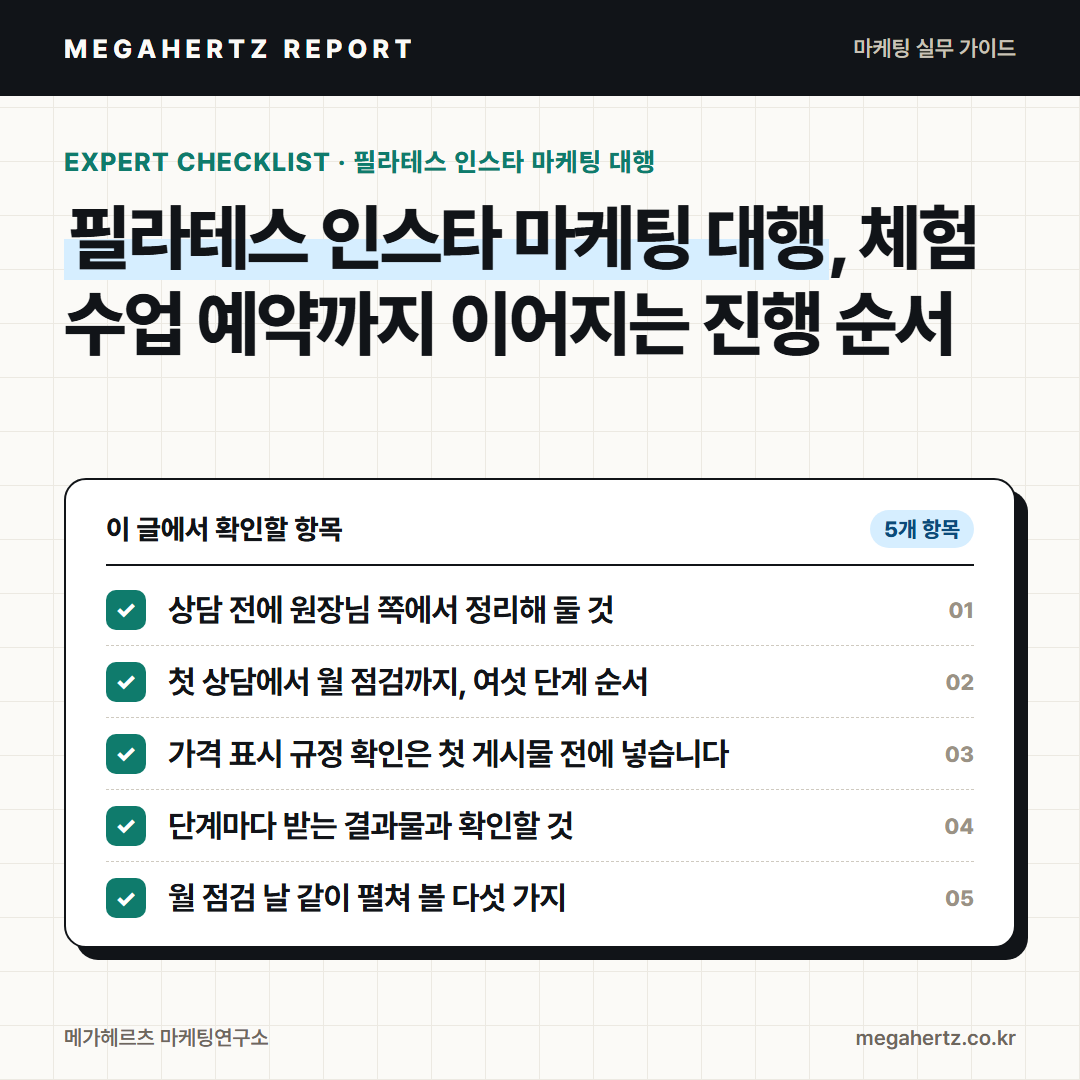 MEGAHERTZ REPORT
마케팅 실무 가이드
EXPERT CHECKLIST · 필라테스 인스타 마케팅 대행
필라테스 인스타 마케팅 대행, 체험
수업 예약까지 이어지는 진행 순서
이 글에서 확인할 항목
5개 항목
상담 전에 원장님 쪽에서 정리해 둘 것
01
첫 상담에서 월 점검까지, 여섯 단계 순서
02
가격 표시 규정 확인은 첫 게시물 전에 넣습니다
03
단계마다 받는 결과물과 확인할 것
04
월 점검 날 같이 펼쳐 볼 다섯 가지
05
메가헤르츠 마케팅연구소
megahertz.co.kr